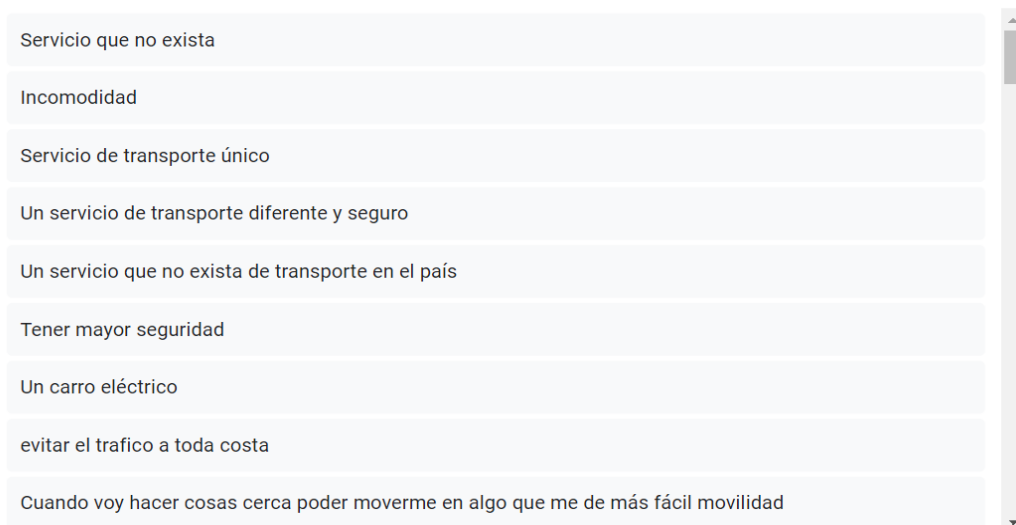 Servicio que no exista
Incomodidad
Servicio de transporte único
Un servicio de transporte diferente y seguro
Un servicio que no exista de transporte en el país
Tener mayor seguridad
Un carro eléctrico
evitar el trafico a toda costa
Cuando voy hacer cosas cerca poder moverme en algo que me de más fácil movilidad